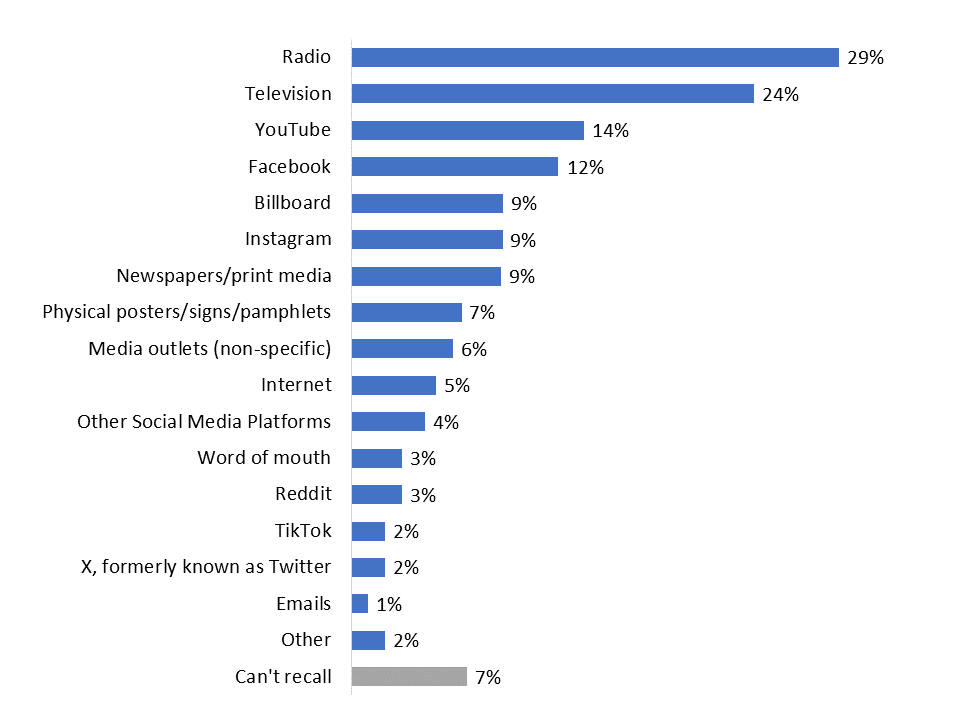 Radio 29%
Television 24%
YouTube 14%
Facebook 12%
Billboard 9%
Instagram 9%
Newspapers/print media 9%
Physical posters/signs/pamphlets 7%
Media outlets (non-specific) 6%
Internet 5%
Other Social Media Platforms 4%
Word of mouth 3%
Reddit 3%
TikTok 2%
X, formerly known as Twitter 2%
Emails 1%
Other 2%
Can't recall 7%